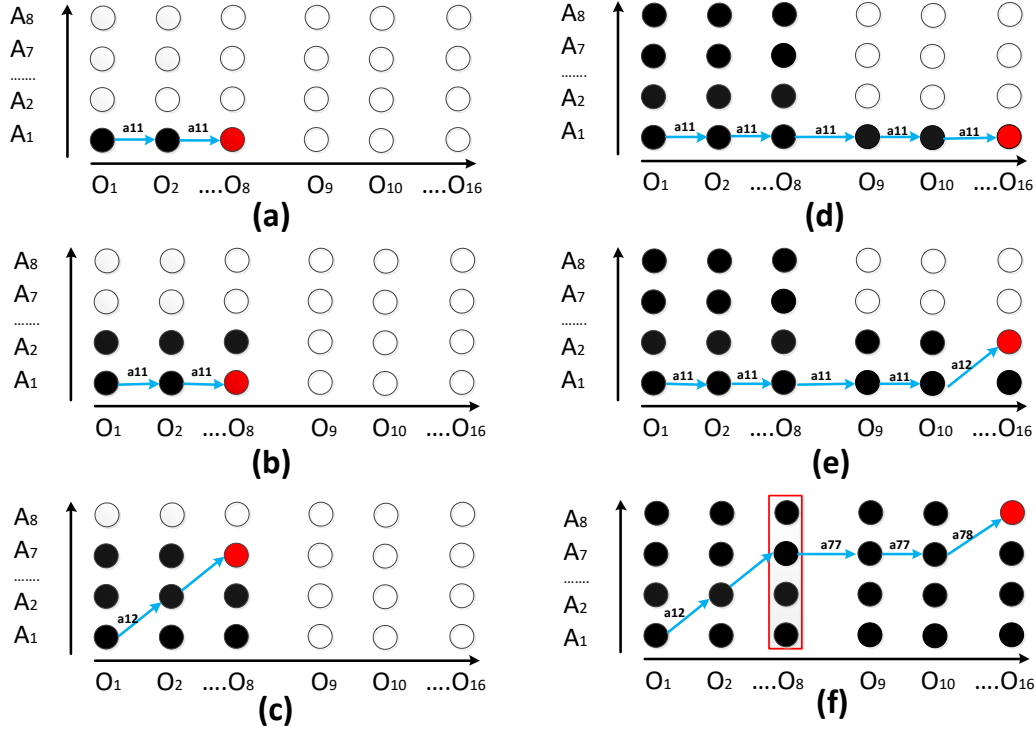 A8
A7
.......
A2
A1
a11 a11
O1 O2 ....O8 O9 O10 ....O16
(a)
A8
A7
.......
A2
A1
a11 a11
O1 O2 ....O8 O9 O10 ....O16
(b)
A8
A7
.......
A2
A1
a12
O1 O2 ....O8 O9 O10 ....O16
(c)
A8
A7
.......
A2
A1
a11 a11 a11 a11 a11
O1 O2 ....O8 O9 O10 ....O16
(d)
A8
A7
.......
A2
A1
a11 a11 a11 a11 a12
O1 O2 ....O8 O9 O10 ....O16
(e)
A8
A7
.......
A2
A1
a12 a77 a77 a78
O1 O2 ....O8 O9 O10 ....O16
(f)